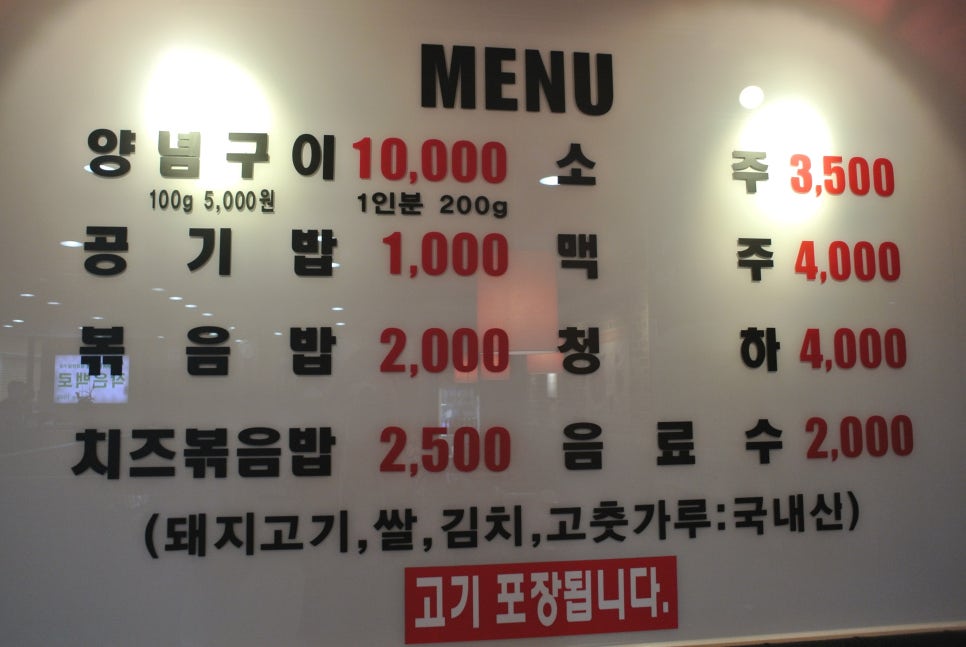 MENU
양념구이 10,000 소 주 3,500
100g 5,000원 1인분 200g
공 기 밥 1,000 맥 주 4,000
볶 음 밥 2,000 청 하 4,000
치즈볶음밥 2,500 음 료 수 2,000
(돼지고기,쌀,김치,고춧가루:국내산)
고기 포장됩니다.